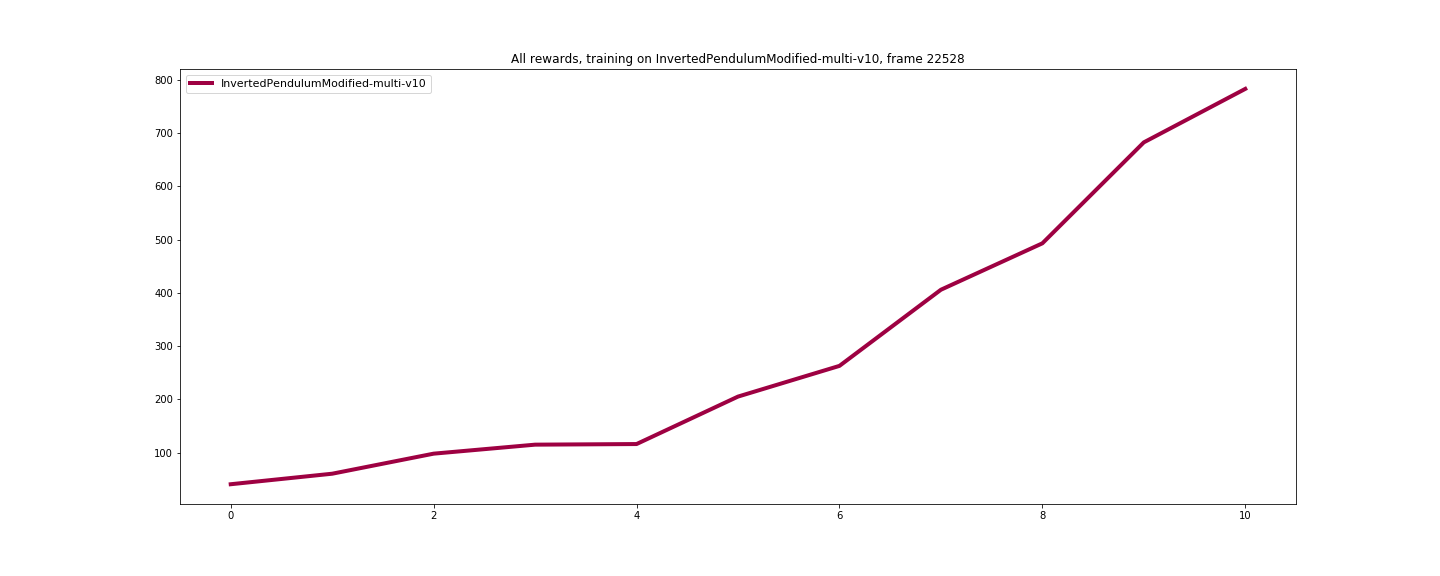 All rewards, training on InvertedPendulumModified-multi-v10, frame 22528
InvertedPendulumModified-multi-v10
800
700
600
500
400
300
200
100
0 2 4 6 8 10